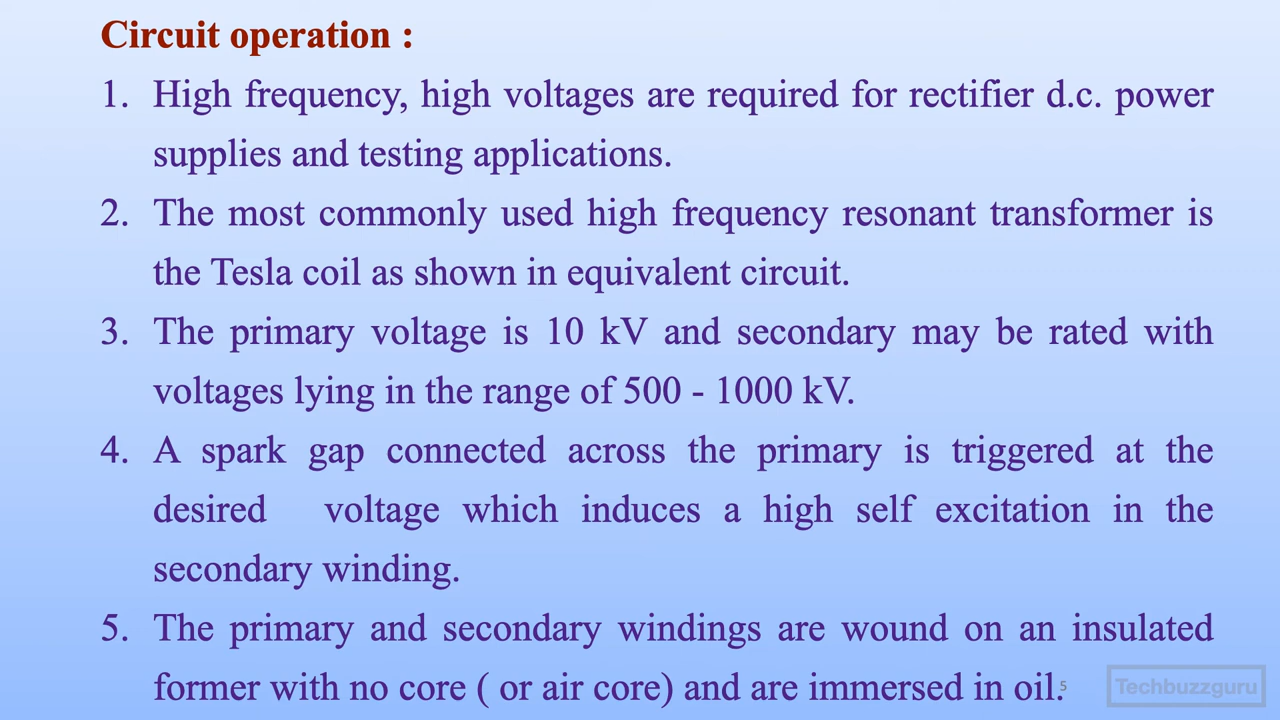 Circuit operation :
1. High frequency, high voltages are required for rectifier d.c. power
supplies and testing applications.
2. The most commonly used high frequency resonant transformer is
the Tesla coil as shown in equivalent circuit.
3. The primary voltage is 10 kV and secondary may be rated with
voltages lying in the range of 500 - 1000 kV.
4. A spark gap connected across the primary is triggered at the
desired voltage which induces a high self excitation in the
secondary winding.
5. The primary and secondary windings are wound on an insulated
former with no core ( or air core) and are immersed in oil.
5
Techbuzzguru